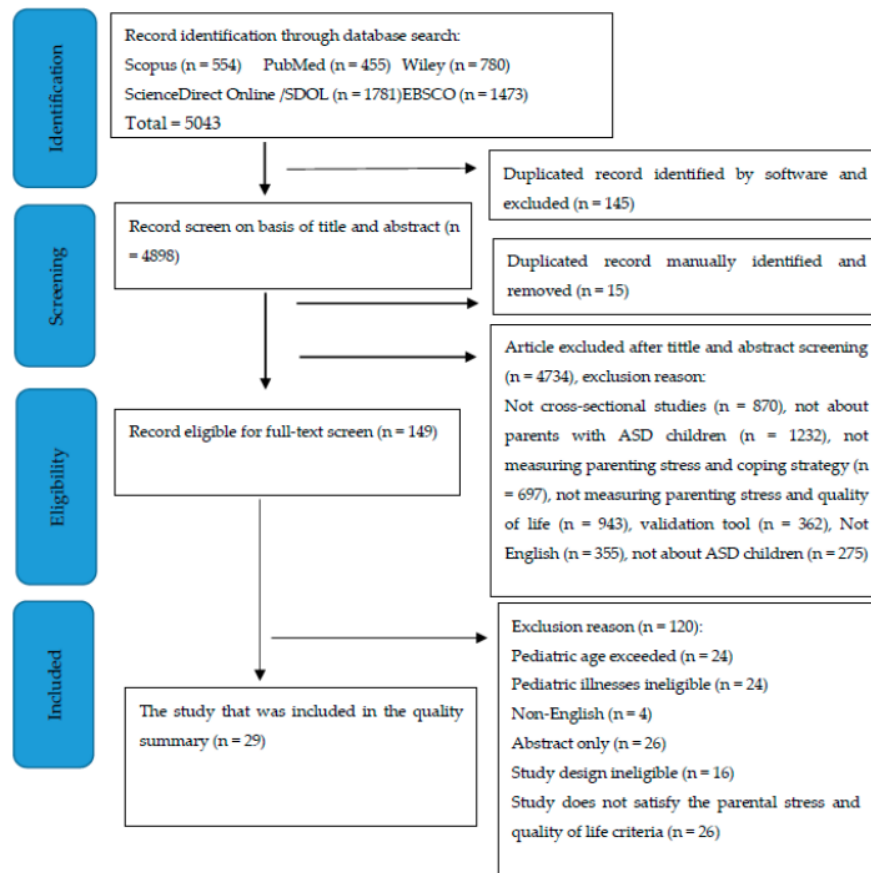 Identification
Record identification through database search:
Scopus (n = 554) PubMed (n = 455) Wiley (n = 780)
ScienceDirect Online /SDOL (n = 1781)EBSCO (n = 1473)
Total = 5043
Duplicated record identified by software and
excluded (n = 145)
Screening
Record screen on basis of title and abstract (n
= 4898)
Duplicated record manually identified and
removed (n = 15)
Article excluded after tittle and abstract screening
(n = 4734), exclusion reason:
Not cross-sectional studies (n = 870), not about
parents with ASD children (n = 1232), not
measuring parenting stress and coping strategy (n
= 697), not measuring parenting stress and quality
of life (n = 943), validation tool (n = 362), Not
English (n = 355), not about ASD children (n = 275)
Eligibility
Record eligible for full-text screen (n = 149)
Exclusion reason (n = 120):
Pediatric age exceeded (n = 24)
Pediatric illnesses ineligible (n = 24)
Non-English (n = 4)
Abstract only (n = 26)
Study design ineligible (n = 16)
Study does not satisfy the parental stress and
quality of life criteria (n = 26)
Included
The study that was included in the quality
summary (n = 29)